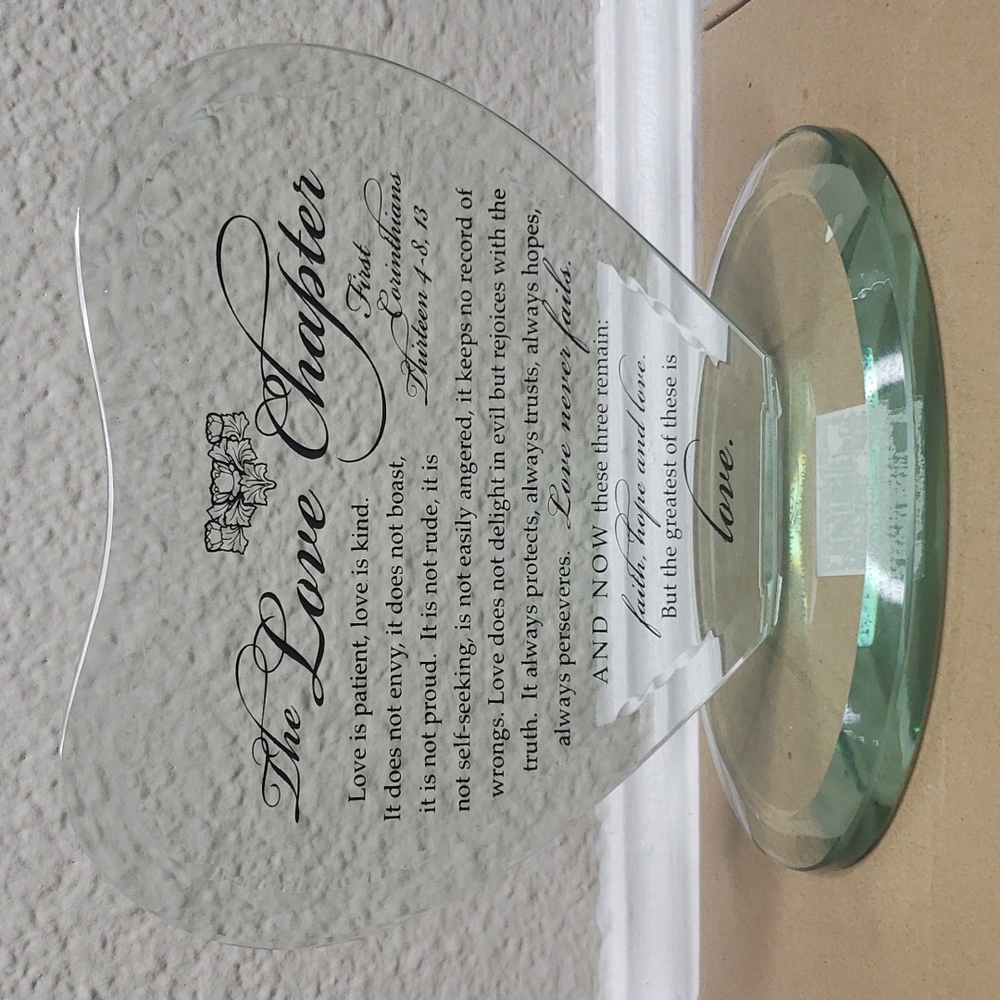 The Love Chapter
First
Corinthians
Thirteen 4-8, 13
Love is patient, love is kind.
It does not envy, it does not boast,
it is not proud. It is not rude, it is
not self-seeking, is not easily angered, it keeps no record of
wrongs. Love does not delight in evil but rejoices with the
truth. It always protects, always trusts, always hopes,
always perseveres. Love never fails.
AND NOW these three remain:
faith, hope and love.
But the greatest of these is
love.